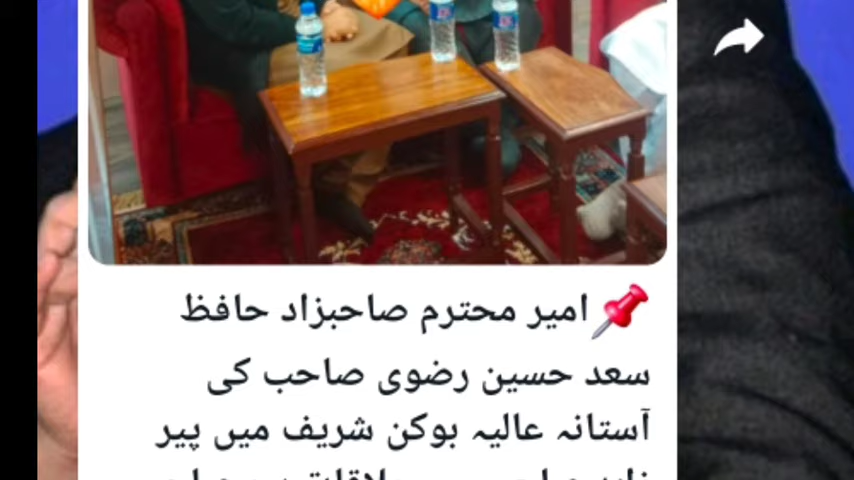 امیر محترم صاحبزاد حافظ
سعد حسین رضوی صاحب کی
آستانہ عالیہ بوکن شریف میں پیر